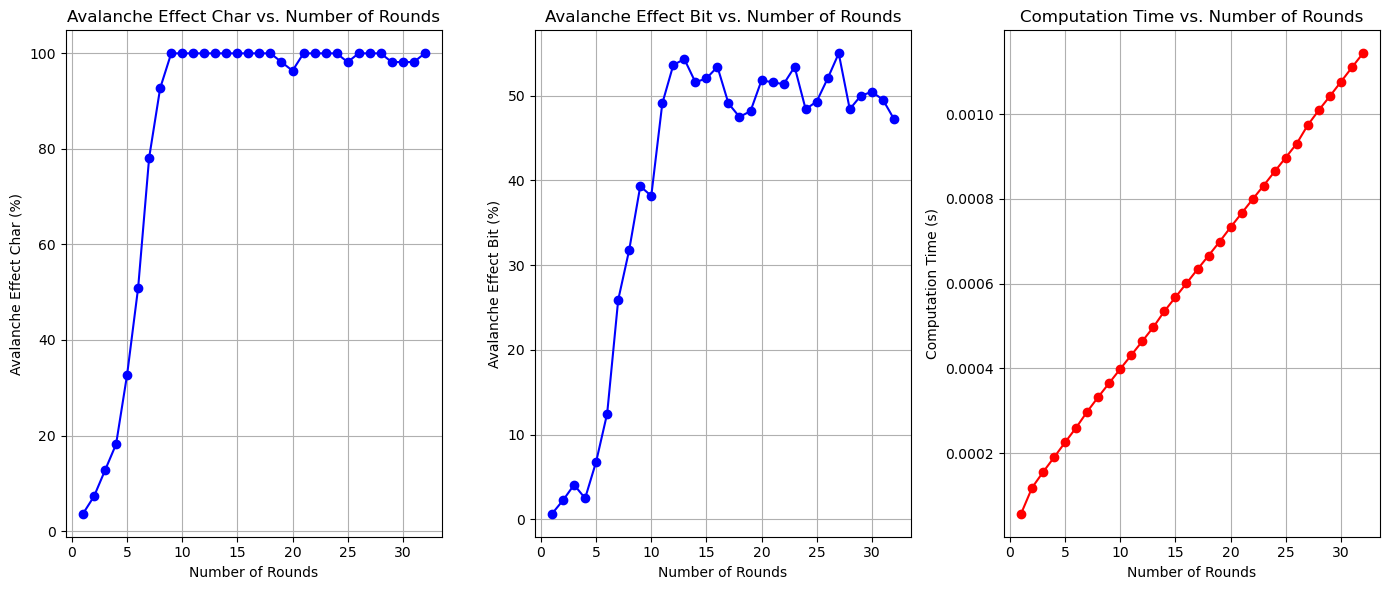 Avalanche Effect Char vs. Number of Rounds
Avalanche Effect Char (%)
100
80
60
40
20
0
0 5 10 15 20 25 30
Number of Rounds
Avalanche Effect Bit vs. Number of Rounds
Avalanche Effect Bit (%)
50
40
30
20
10
0
0 5 10 15 20 25 30
Number of Rounds
Computation Time vs. Number of Rounds
Computation Time (s)
0.0010
0.0008
0.0006
0.0004
0.0002
0 5 10 15 20 25 30
Number of Rounds